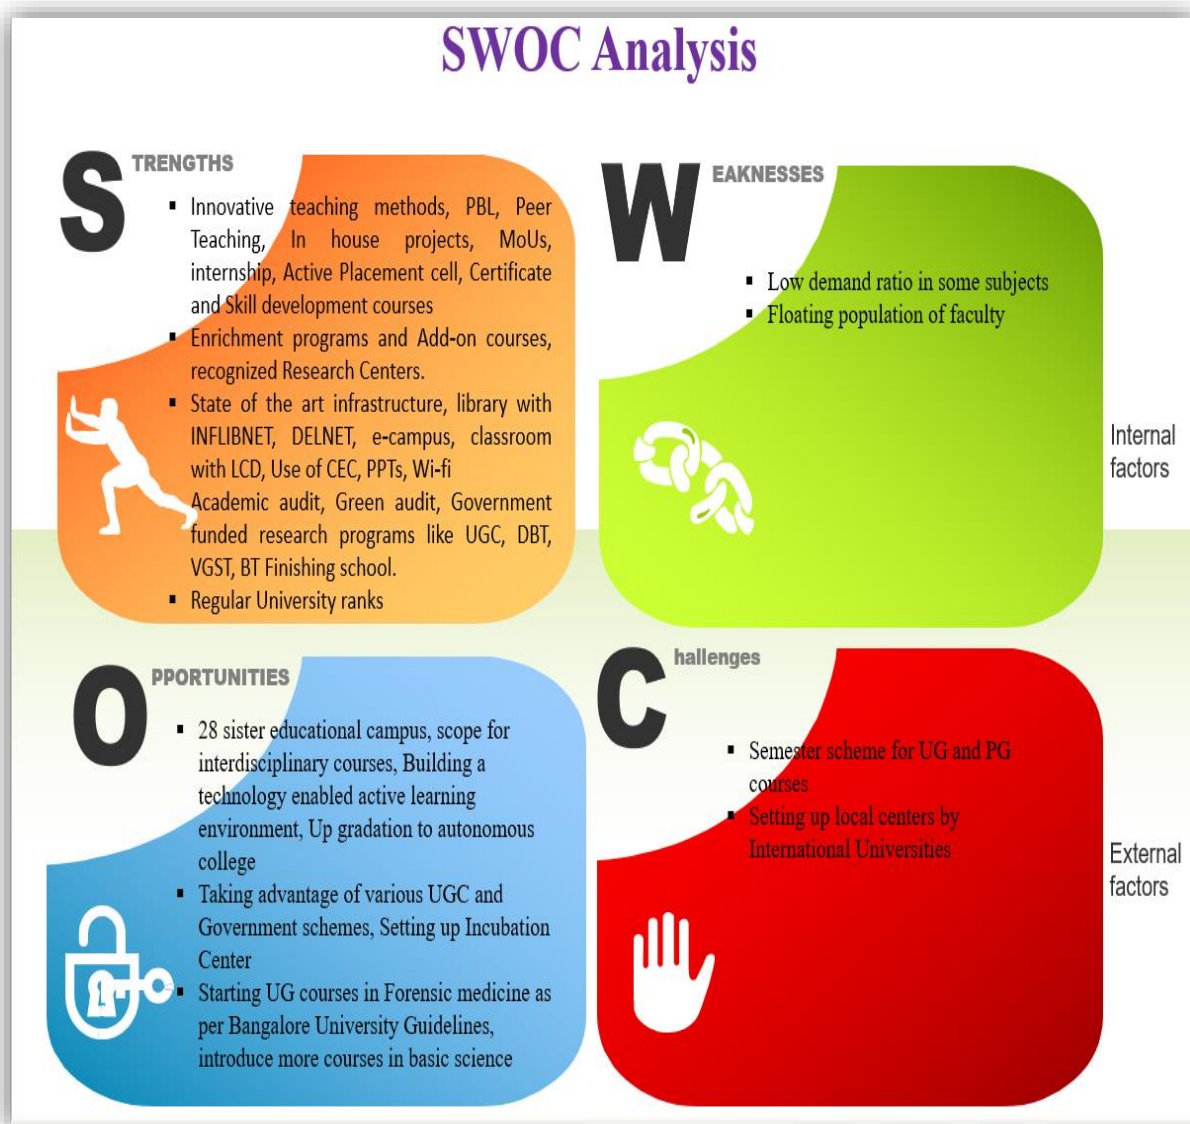 SWOC Analysis
STRENGTHS
▪ Innovative teaching methods, PBL, Peer
Teaching, In house projects, MoUs,
internship, Active Placement cell, Certificate
and Skill development courses
▪ Enrichment programs and Add-on courses,
recognized Research Centers.
▪ State of the art infrastructure, library with
INFLIBNET, DELNET, e-campus, classroom
with LCD, Use of CEC, PPTs, Wi-fi
Academic audit, Green audit, Government
funded research programs like UGC, DBT,
VGST, BT Finishing school.
▪ Regular University ranks
WEAKNESSES
▪ Low demand ratio in some subjects
▪ Floating population of faculty
Internal
factors
OPPORTUNITIES
▪ 28 sister educational campus, scope for
interdisciplinary courses, Building a
technology enabled active learning
environment, Up gradation to autonomous
college
▪ Taking advantage of various UGC and
Government schemes, Setting up Incubation
Center
▪ Starting UG courses in Forensic medicine as
per Bangalore University Guidelines,
introduce more courses in basic science
Challenges
▪ Semester scheme for UG and PG
courses
▪ Setting up local centers by
International Universities
External
factors